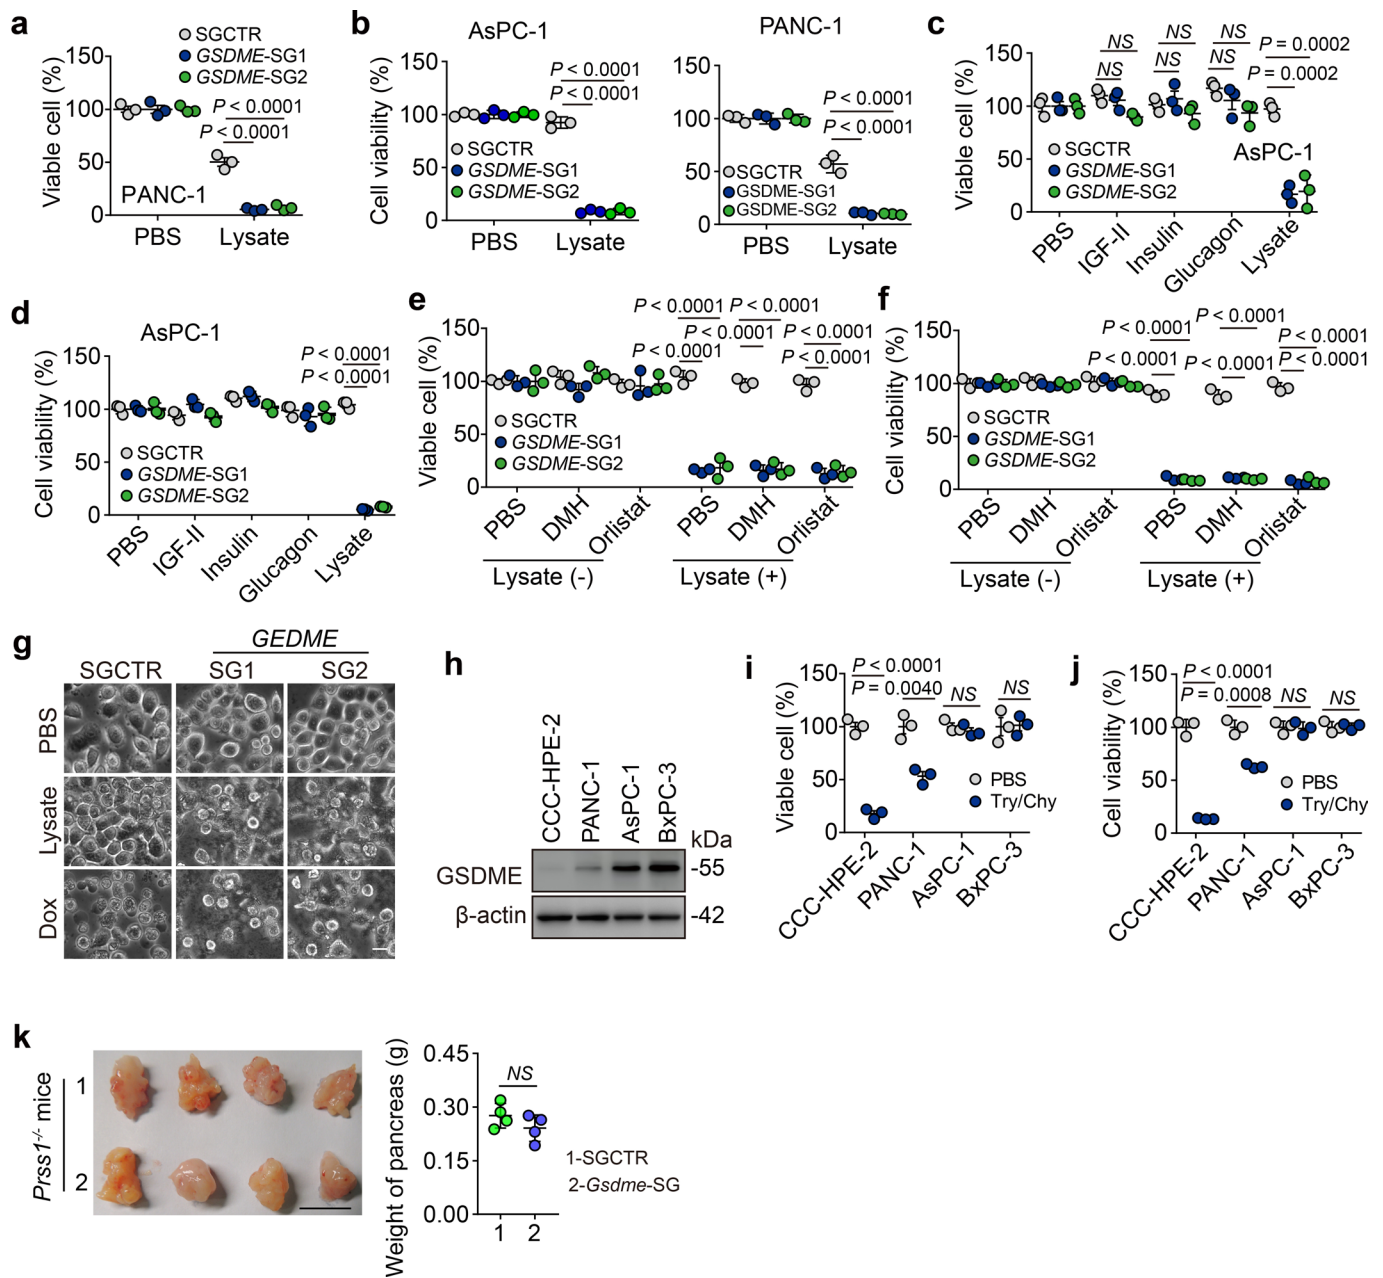 a
SGCTR
GSDME-SG1
GSDME-SG2
Viable cell (%)
150
100
50
0
P < 0.0001
P < 0.0001
PANC-1
PBS
Lysate
b
AsPC-1
Cell viability (%)
150
100
50
0
P < 0.0001
P < 0.0001
SGCTR
GSDME-SG1
GSDME-SG2
PBS
Lysate
PANC-1
150
100
50
0
P < 0.0001
P < 0.0001
SGCTR
GSDME-SG1
GSDME-SG2
PBS
Lysate
c
Viable cell (%)
150
100
50
0
NS
NS
NS
NS
NS
NS
P = 0.0002
P = 0.0002
SGCTR
GSDME-SG1
GSDME-SG2
AsPC-1
PBS
IGF-II
Insulin
Glucagon
Lysate
d
AsPC-1
Cell viability (%)
150
100
50
0
P < 0.0001
P < 0.0001
SGCTR
GSDME-SG1
GSDME-SG2
PBS
IGF-II
Insulin
Glucagon
Lysate
e
Viable cell (%)
150
100
50
0
P < 0.0001 P < 0.0001
P < 0.0001 P < 0.0001
P < 0.0001 P < 0.0001
SGCTR
GSDME-SG1
GSDME-SG2
PBS
DMH
Orlistat
PBS
DMH
Orlistat
Lysate (-)
Lysate (+)
f
Cell viability (%)
150
100
50
0
P < 0.0001
P < 0.0001
P < 0.0001
P < 0.0001 P < 0.0001 P < 0.0001
SGCTR
GSDME-SG1
GSDME-SG2
PBS
DMH
Orlistat
PBS
DMH
Orlistat
Lysate (-)
Lysate (+)
g
GEDME
SGCTR
SG1
SG2
PBS
Lysate
Dox
h
CCC-HPE-2
PANC-1
AsPC-1
BxPC-3
kDa
GSDME
-55
β-actin
-42
i
Viable cell (%)
150
100
50
0
P < 0.0001
P = 0.0040
NS
NS
PBS
Try/Chy
CCC-HPE-2
PANC-1
AsPC-1
BxPC-3
j
Cell viability (%)
150
100
50
0
P < 0.0001
P = 0.0008
NS
NS
PBS
Try/Chy
CCC-HPE-2
PANC-1
AsPC-1
BxPC-3
k
Prss1-/- mice
1
2
Weight of pancreas (g)
0.45
0.30
0.15
0.00
NS
1
2
1-SGCTR
2-Gsdme-SG